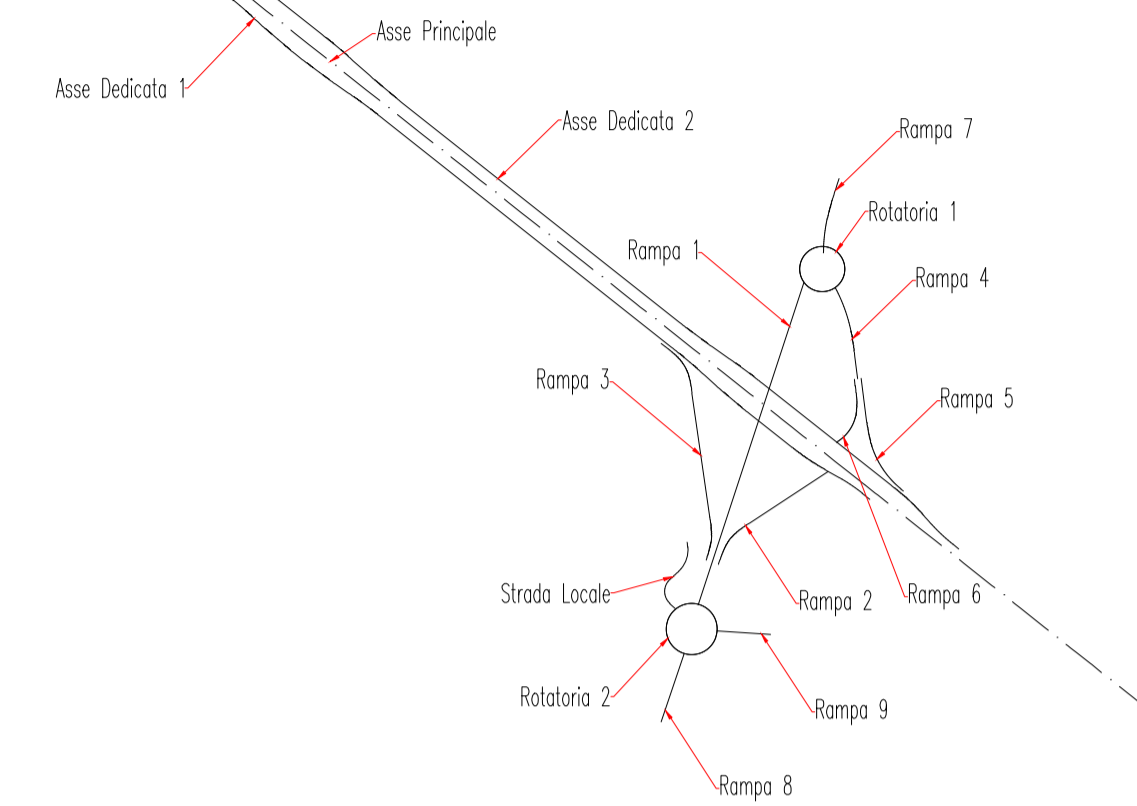 Asse Principale
Asse Dedicata 1
Asse Dedicata 2
Rampa 7
Rotatoria 1
Rampa 1
Rampa 4
Rampa 3
Rampa 5
Strada Locale
Rampa 2
Rampa 6
Rotatoria 2
Rampa 9
Rampa 8